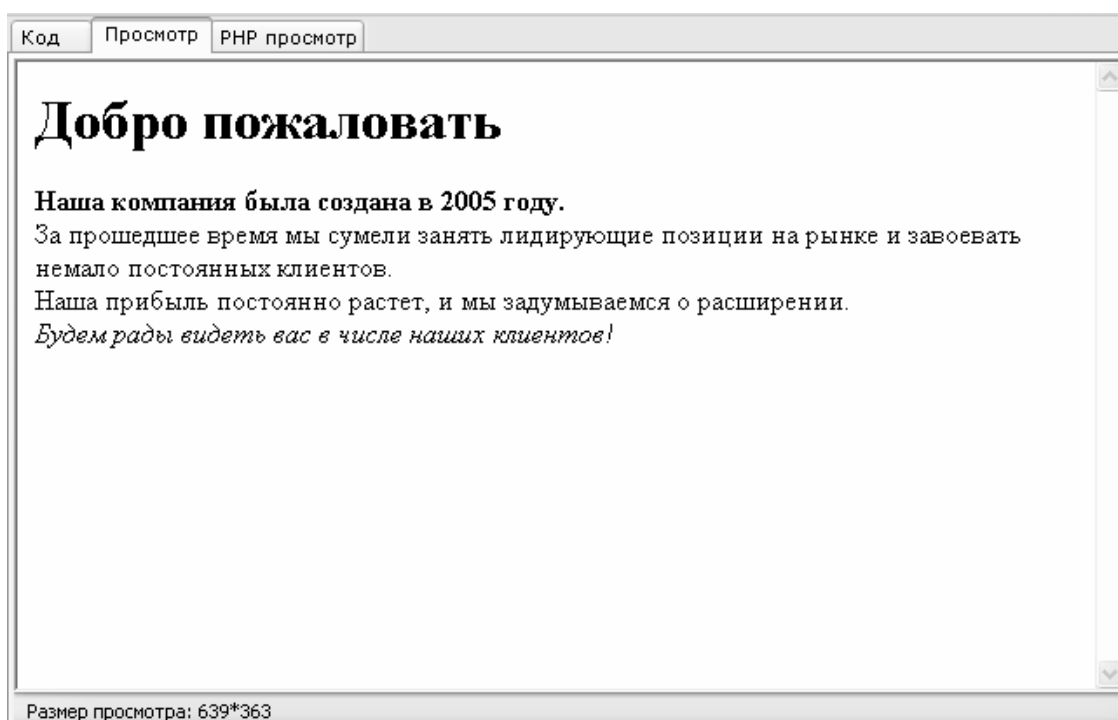 Код Просмотр PHP просмотр
Добро пожаловать
Наша компания была создана в 2005 году.
За прошедшее время мы сумели занять лидирующие позиции на рынке и завоевать
немало постоянных клиентов.
Наша прибыль постоянно растет, и мы задумываемся о расширении.
Будем рады видеть вас в числе наших клиентов!
Размер просмотра: 639*363